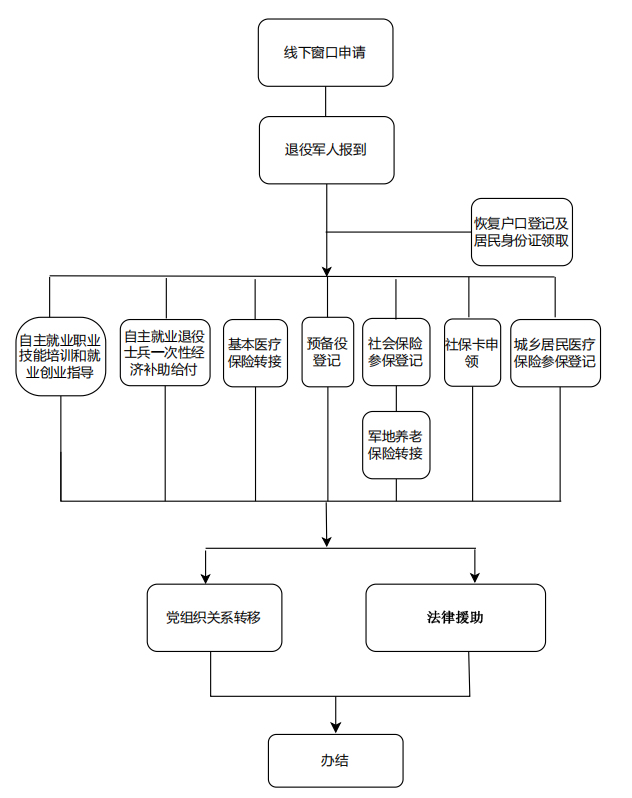 线下窗口申请
退役军人报到
恢复户口登记及
居民身份证领取
自主就业职业
技能培训和就
业创业指导
自主就业退役
士兵一次性经
济补助给付
基本医疗
保险转接
预备役
登记
社会保险
参保登记
社保卡申
领
城乡居民医疗
保险参保登记
军地养老
保险转接
党组织关系转移
法律援助
办结